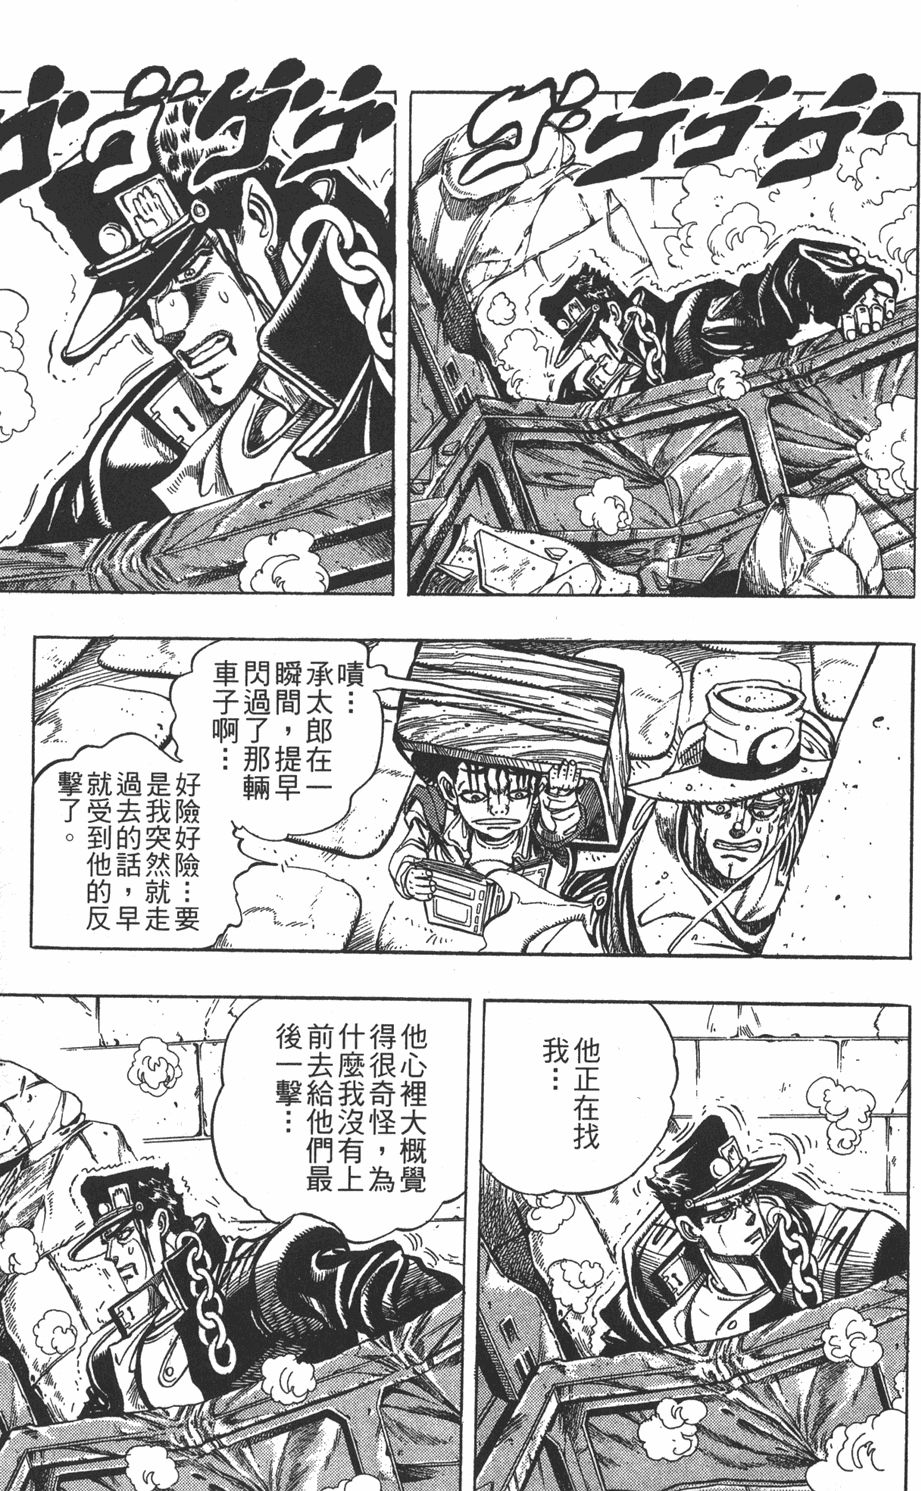 ゴゴゴゴ
ゴゴゴゴ
嘖…
承太郎在一
瞬間，提早
閃過了那輛
車子啊…
好險好險…要
是我突然就走
過去的話，早
就受到他的反
擊了。
他正在找
我…
他心裡大概覺
得很奇怪，為
什麼我沒有上
前去給他們最
後一擊…